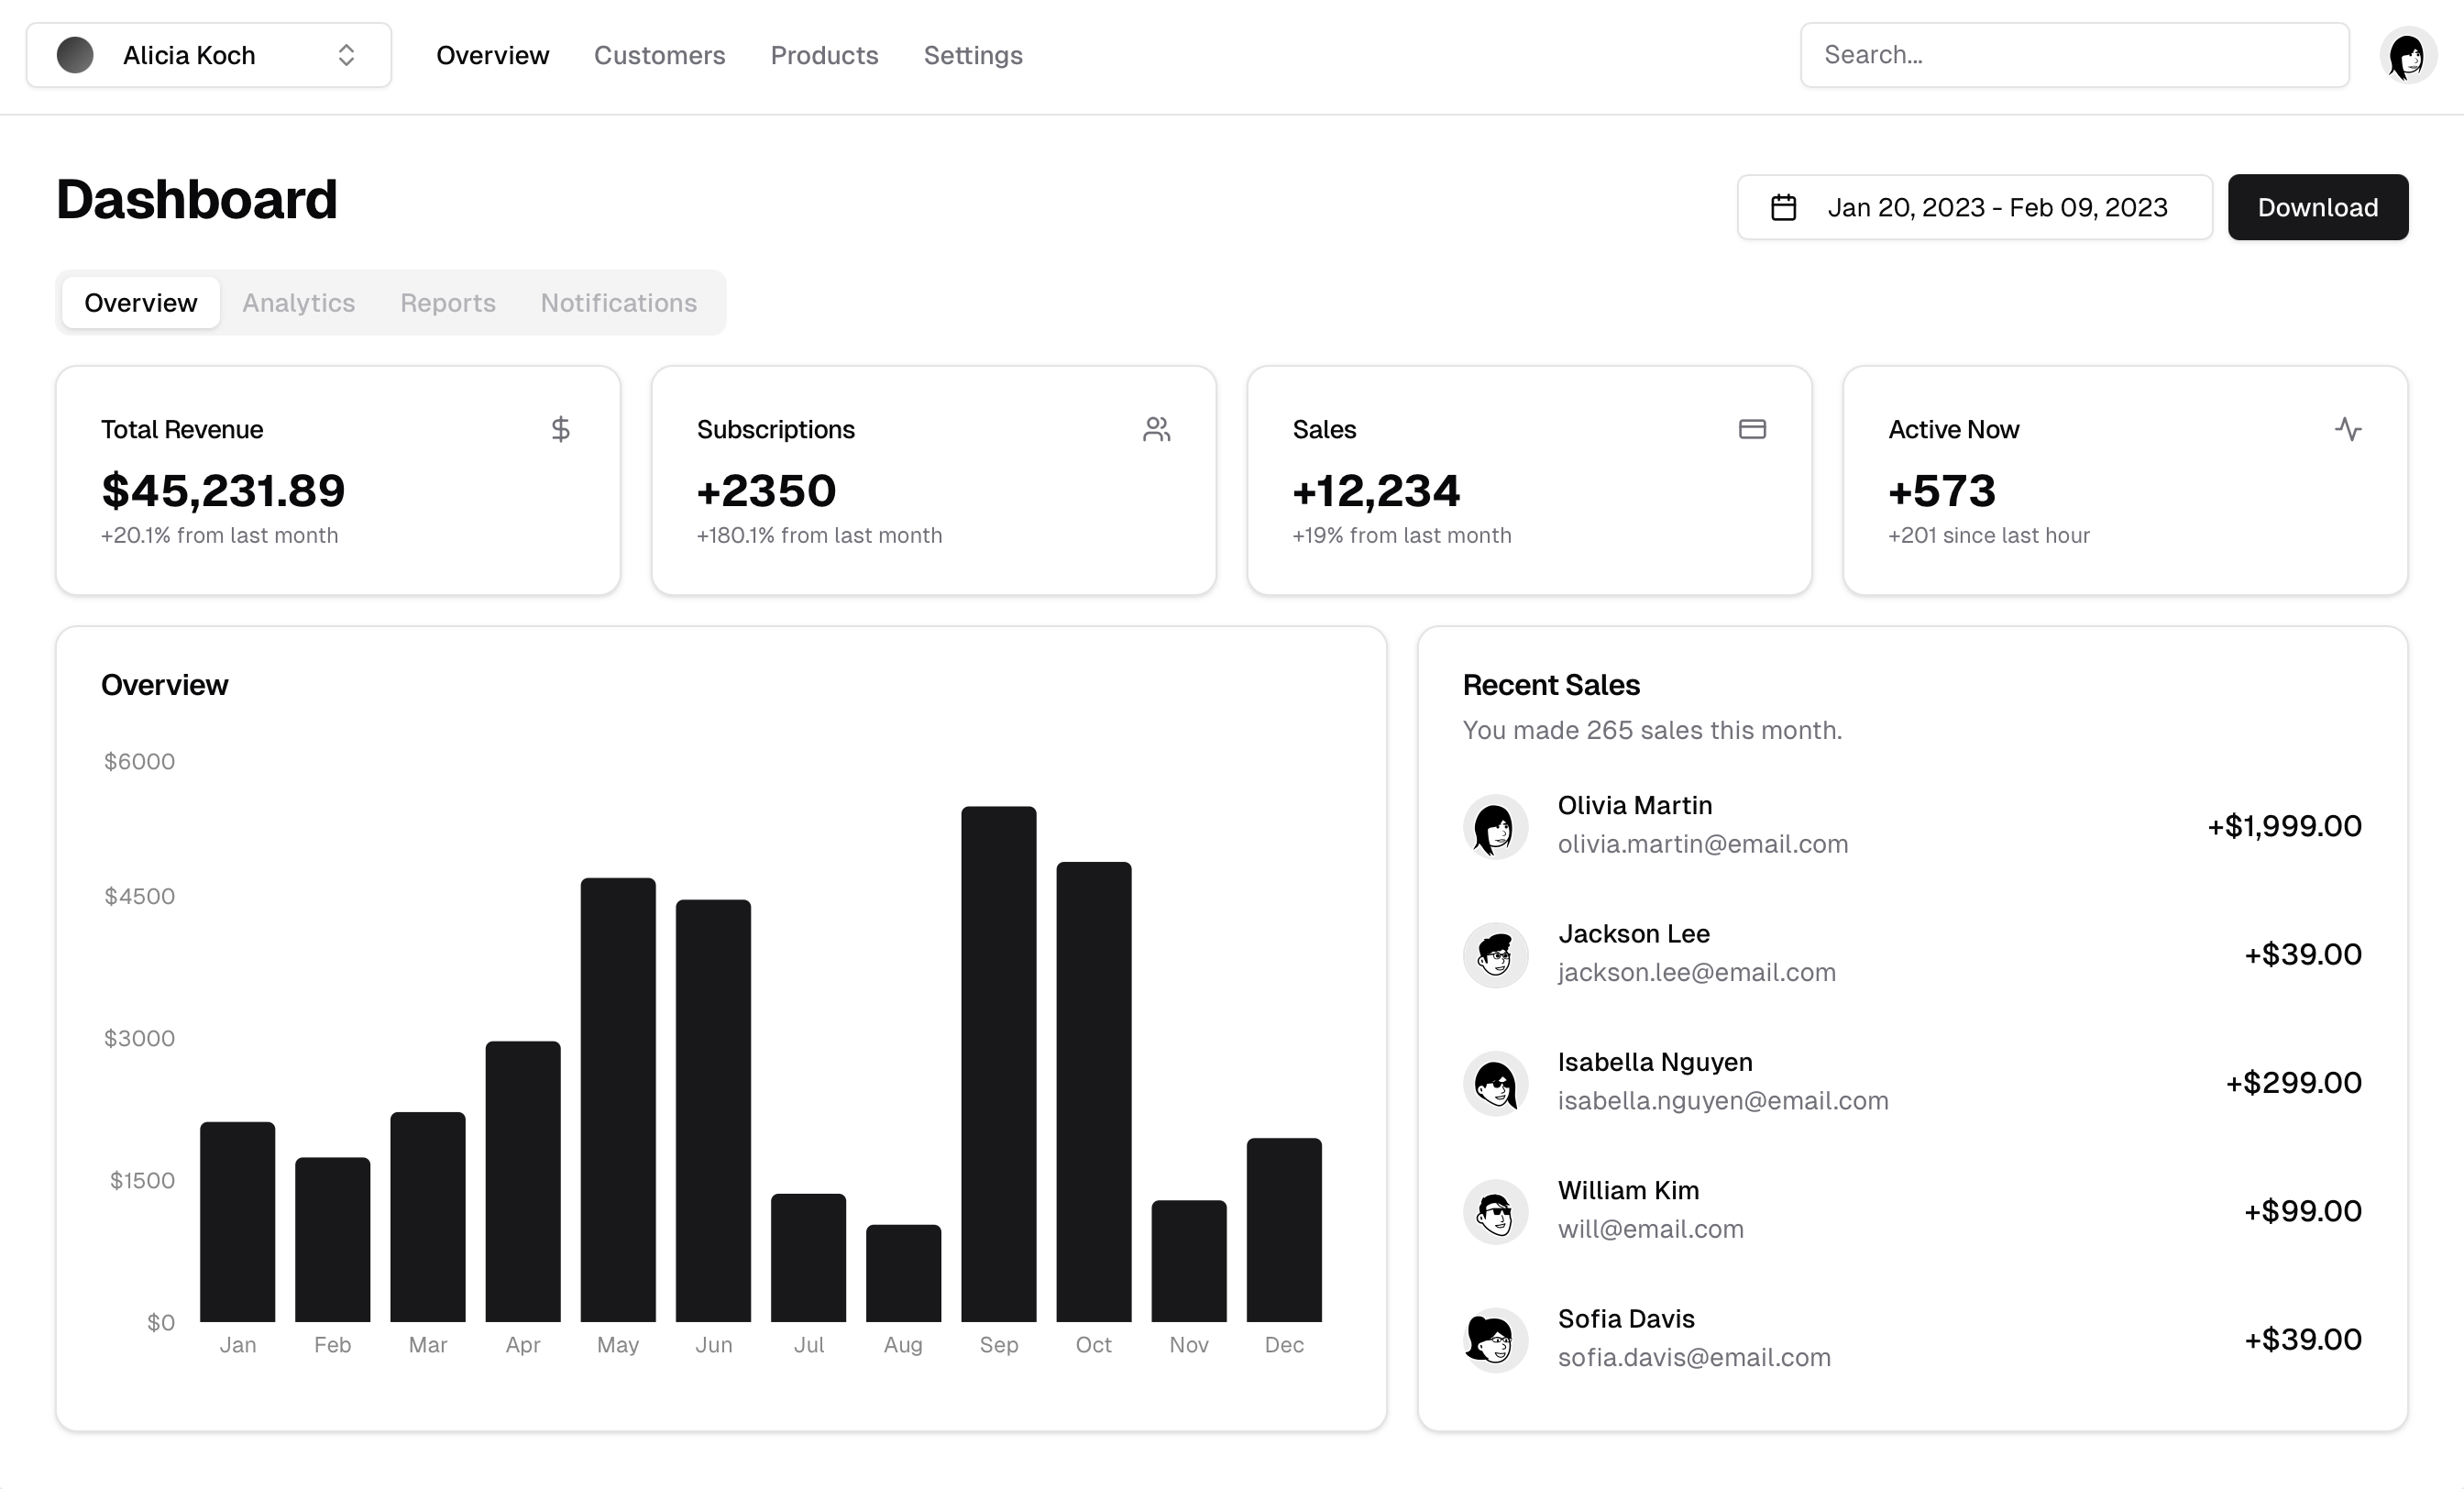 Alicia Koch
Overview Customers Products Settings
Search...
Dashboard
Jan 20, 2023 - Feb 09, 2023
Download
Overview Analytics Reports Notifications
Total Revenue
$45,231.89
+20.1% from last month
Subscriptions
+2350
+180.1% from last month
Sales
+12,234
+19% from last month
Active Now
+573
+201 since last hour
Overview
$6000
$4500
$3000
$1500
$0
Jan Feb Mar Apr May Jun Jul Aug Sep Oct Nov Dec
Recent Sales
You made 265 sales this month.
Olivia Martin
olivia.martin@email.com
+$1,999.00
Jackson Lee
jackson.lee@email.com
+$39.00
Isabella Nguyen
isabella.nguyen@email.com
+$299.00
William Kim
will@email.com
+$99.00
Sofia Davis
sofia.davis@email.com
+$39.00